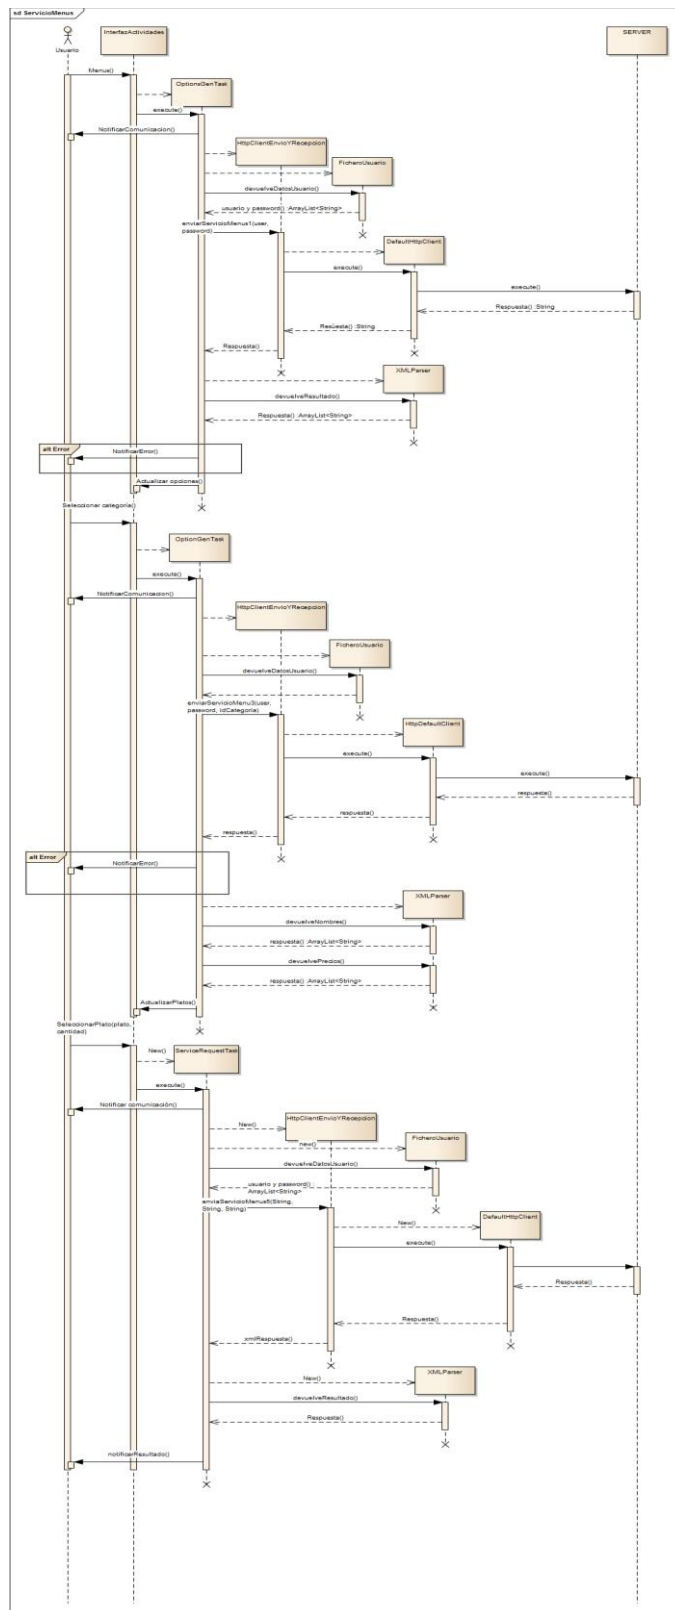 sd ServicioMenus
Usuario
InterfazActividades
SERVER
Menus()
OptionsGenTask
execute()
NotificarComunicacion()
HttpClientEnvioYRecepcion
FicheroUsuario
devuelveDatosUsuario()
usuario y password() :ArrayList<String>
enviarServicioMenus1(user,
password)
DefaultHttpClient
execute()
execute()
Respuesta() :String
Resuesta() :String
Respuesta()
XMLParser
devuelveResultado()
Respuesta() :ArrayList<String>
alt Error
NotificarError()
Actualizar opciones()
Seleccionar categoria()
OptionGenTask
execute()
NotificarComunicacion()
HttpClientEnvioYRecepcion
FicheroUsuario
devuelveDatosUsuario()
enviarServicioMenu3(user,
password, idCategoria)
HttpDefaultClient
execute()
execute()
respuesta()
respuesta()
respuesta()
alt Error
NotificarError()
XMLParser
devuelveNombres()
respuesta() :ArrayList<String>
devuelvePrecios()
respuesta() :ArrayList<String>
ActualizarPlatos()
SeleccionarPlato(plato,
cantidad)
New()
ServiceRequestTask
execute()
Notificar comunicación()
HttpClientEnvioYRecepcion
New()
new()
FicheroUsuario
devuelveDatosUsuario()
usuario y password() :
ArrayList<String>
enviaServicioMenus5(String,
String, String)
New()
DefaultHttpClient
execute()
Respuesta()
Respuesta()
xmlRespuesta()
New()
XMLParser
devuelveResultado()
Respuesta()
notificarResultado()